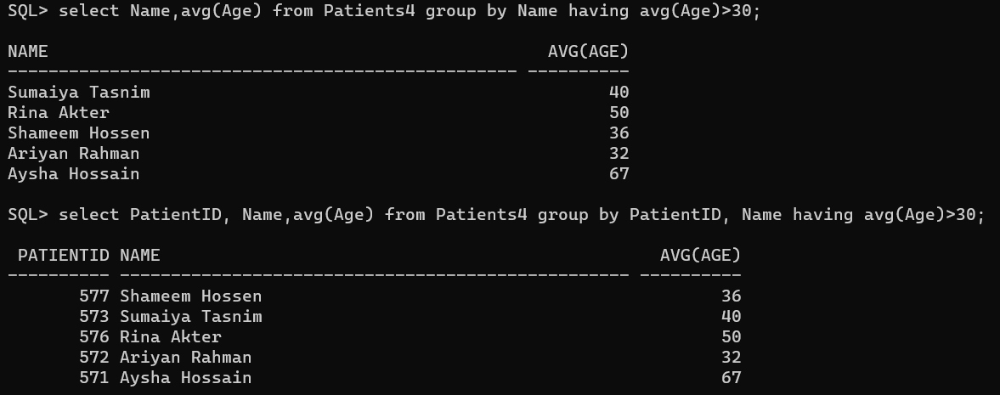 SQL> select Name,avg(Age) from Patients4 group by Name having avg(Age)>30;
NAME AVG(AGE)
-------------------------------------------------- ----------
Sumaiya Tasnim 40
Rina Akter 50
Shameem Hossen 36
Ariyan Rahman 32
Aysha Hossain 67
SQL> select PatientID, Name,avg(Age) from Patients4 group by PatientID, Name having avg(Age)>30;
PATIENTID NAME AVG(AGE)
---------- -------------------------------------------------- ----------
577 Shameem Hossen 36
573 Sumaiya Tasnim 40
576 Rina Akter 50
572 Ariyan Rahman 32
571 Aysha Hossain 67